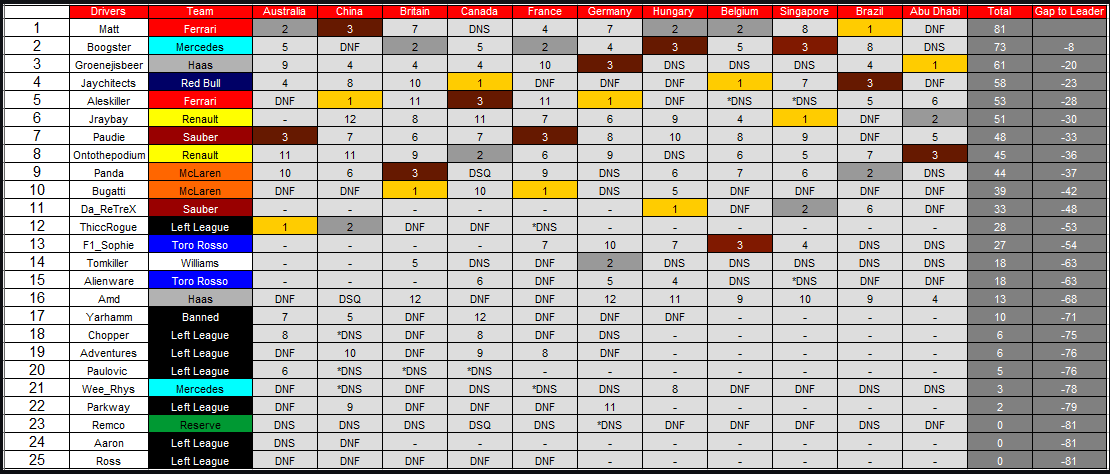 Drivers Team Australia China Britain Canada France Germany Hungary Belgium Singapore Brazil Abu Dhabi Total Gap to Leader
1 Matt Ferrari 2 3 7 DNS 4 7 2 2 8 1 DNF 81
2 Boogster Mercedes 5 DNF 2 5 2 4 3 5 3 8 DNS 73 -8
3 Groenejisbeer Haas 9 4 4 4 10 3 DNS DNS DNS 4 1 61 -20
4 Jaychitects Red Bull 4 8 10 1 DNF DNF DNF 1 7 3 DNF 58 -23
5 Aleskiller Ferrari DNF 1 11 3 11 1 DNF *DNS *DNS 5 6 53 -28
6 Jraybay Renault - 12 8 11 7 6 9 4 1 DNF 2 51 -30
7 Paudie Sauber 3 7 6 7 3 8 10 8 9 DNF 5 48 -33
8 Ontothepodium Renault 11 11 9 2 6 9 DNS 6 5 7 3 45 -36
9 Panda McLaren 10 6 3 DSQ 9 DNS 6 7 6 2 DNS 44 -37
10 Bugatti McLaren DNF DNF 1 10 1 DNS 5 DNF DNF DNF DNF 39 -42
11 Da_ReTreX Sauber - - - - - - 1 DNF 2 6 DNF 33 -48
12 ThiccRogue Left League 1 2 DNF DNF *DNS - - - - - - 28 -53
13 F1_Sophie Toro Rosso - - - - 7 10 7 3 4 DNS DNS 27 -54
14 Tomkiller Williams - - 5 DNS DNF 2 DNS DNS DNS DNS DNS 18 -63
15 Alienware Toro Rosso - - - 6 DNF 5 4 DNS *DNS DNS DNS 18 -63
16 Amd Haas DNF DSQ 12 DNF DNF 12 11 9 10 9 4 13 -68
17 Yarhamm Banned 7 5 DNF 12 DNF DNF DNF - - - - 10 -71
18 Chopper Left League 8 *DNS DNF 8 DNF DNS - - - - - 6 -75
19 Adventures Left League DNF 10 DNF 9 8 DNF - - - - - 6 -76
20 Paulovic Left League 6 *DNS *DNS *DNS - - - - - - - 5 -76
21 Wee_Rhys Mercedes DNF *DNS DNF DNS *DNS DNS 8 DNF DNF DNF DNS 3 -78
22 Parkway Left League DNF 9 DNF DNF DNF 11 - - - - - 2 -79
23 Remco Reserve DNS DNS DNS DSQ DNS *DNS DNF DNF DNS DNS DNS 0 -81
24 Aaron Left League DNS DNF - - - - - - - - - 0 -81
25 Ross Left League DNF DNF DNF DNF DNF - - - - - - 0 -81